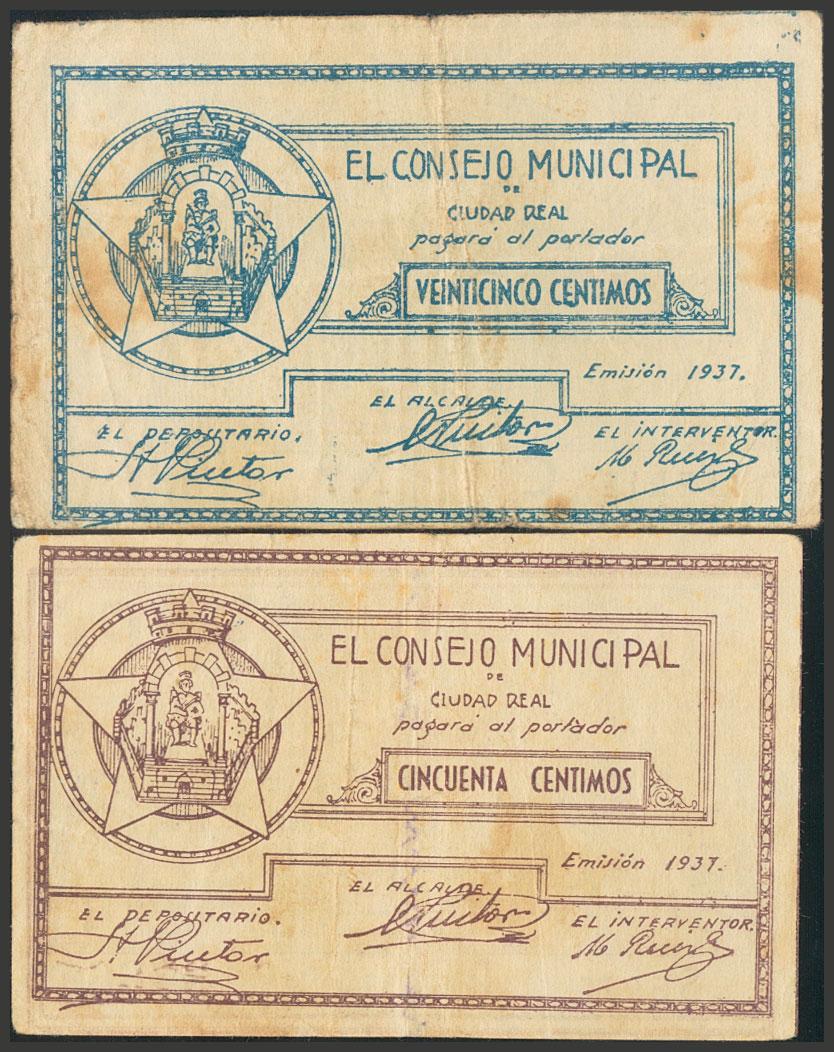 EL CONSEJO MUNICIPAL
DE
CIUDAD REAL
pagará al portador
VEINTICINCO CENTIMOS
Emisión 1937.
EL ALCALDE.
EL DEPOSITARIO.
EL INTERVENTOR.
EL CONSEJO MUNICIPAL
DE
CIUDAD REAL
pagará al portador
CINCUENTA CENTIMOS
Emisión 1937.
EL ALCALDE.
EL DEPOSITARIO.
EL INTERVENTOR.